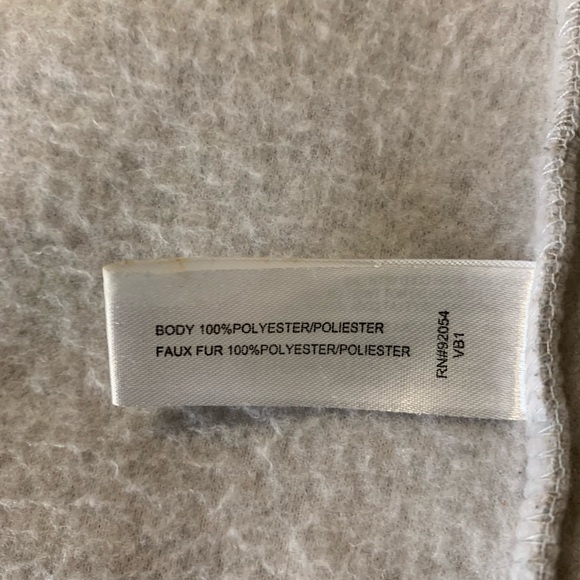 BODY 100%POLYESTER/POLIESTER
FAUX FUR 100%POLYESTER/POLIESTER
RN#92054
VB1